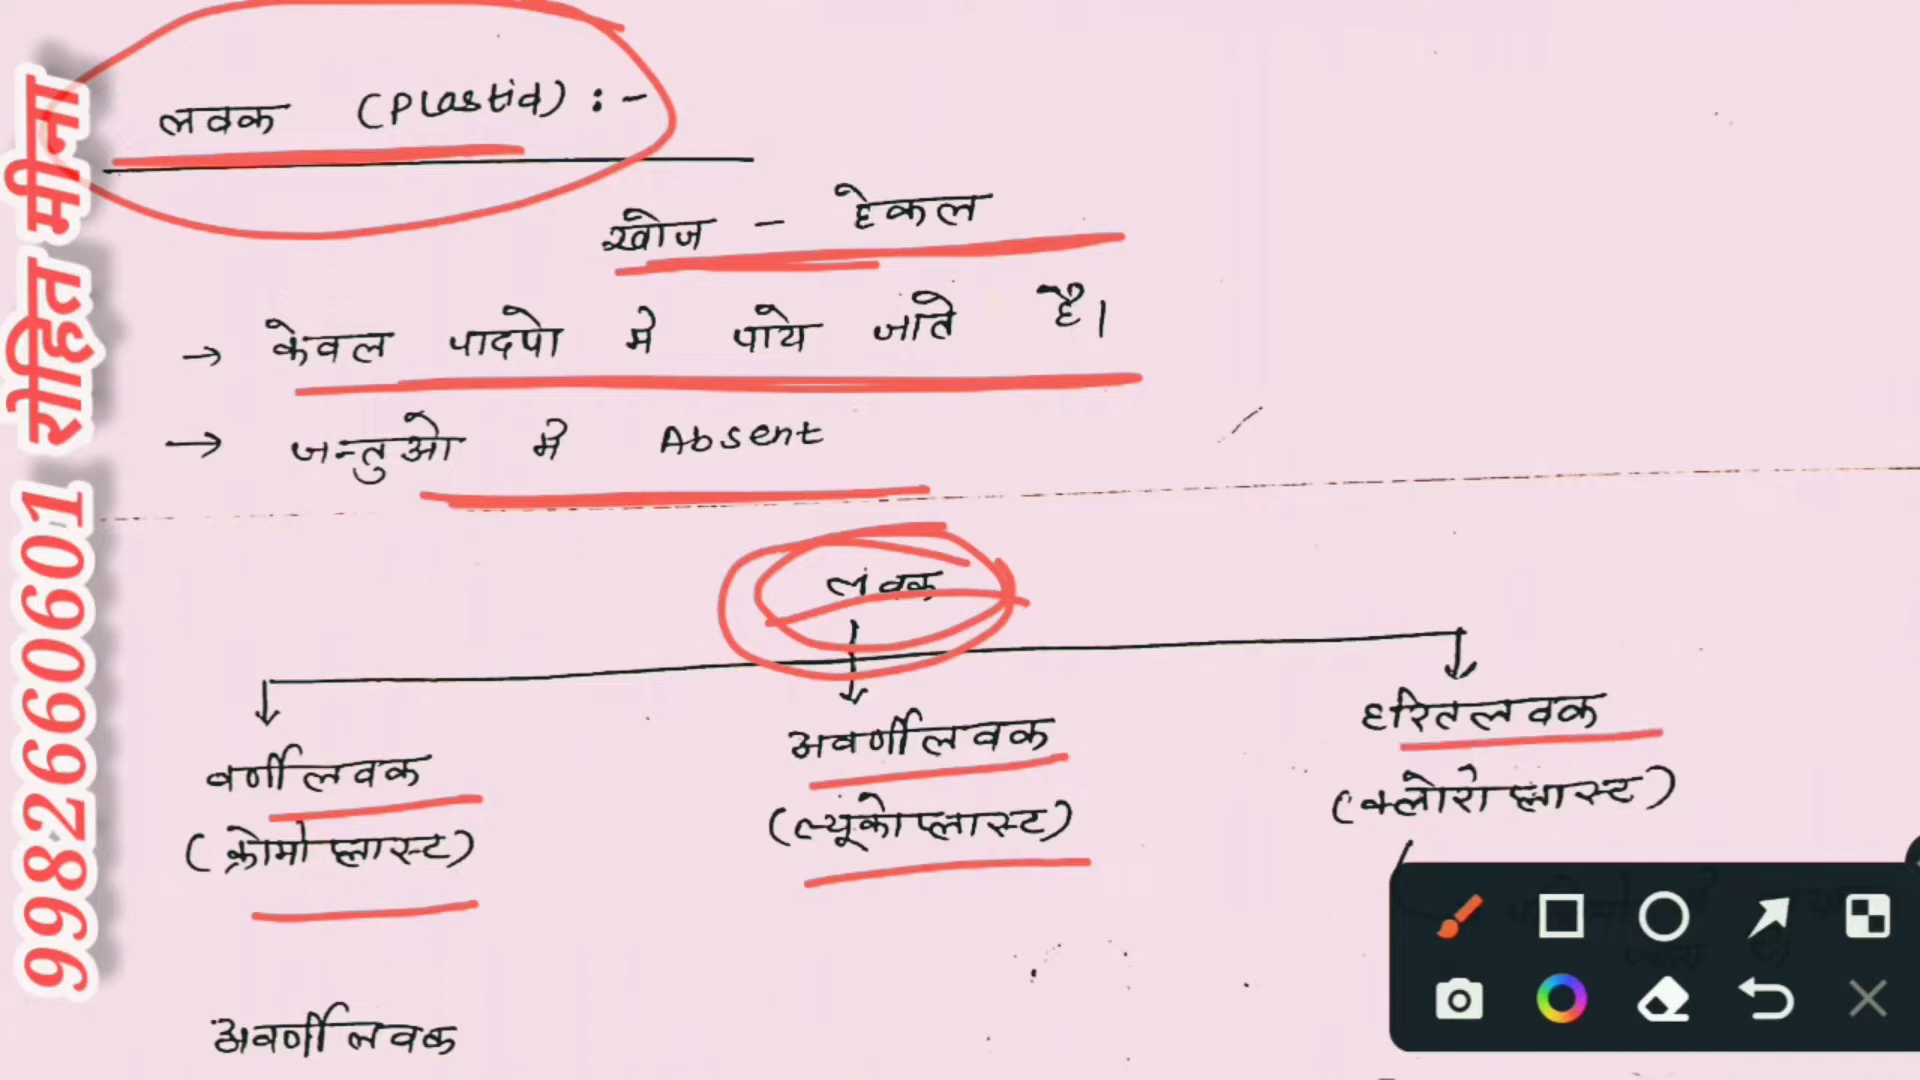 लवक (Plastid) :-
खोज - हेकल
→ केवल पादपो मे पाये जाते है।
→ जन्तुओ मे Absent
लवक
वर्णीलवक
(क्रोमोप्लास्ट)
अवर्णीलवक
(ल्यूकोप्लास्ट)
हरितलवक
(क्लोरोप्लास्ट)
अवर्णीलवक
9982660601 रोहित मीना